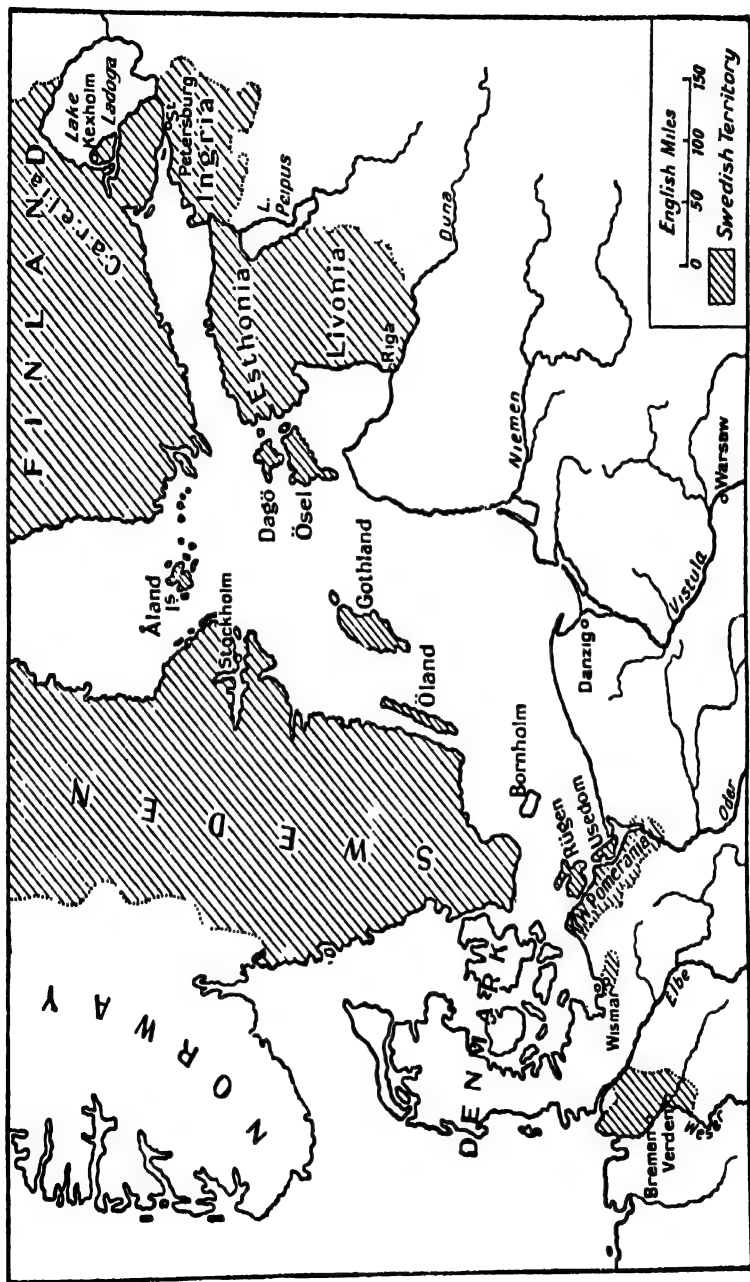 NORWAY
SWEDEN
FINLAND
Carelia
Lake
Kexholm
Ladoga
St
Petersburg
Ingria
L.
Peipus
Esthonia
Livonia
Riga
Duna
Åland
Is
Stockholm
Dagö
Ösel
Gothland
Öland
DENMARK
Bornholm
Rügen
Usedom
W. Pomerania
Wismar
Breman
Verden
Weser
Elbe
Oder
Danzig
Vistula
Warsaw
Niemen
English Miles
0 50 100 150
Swedish Territory